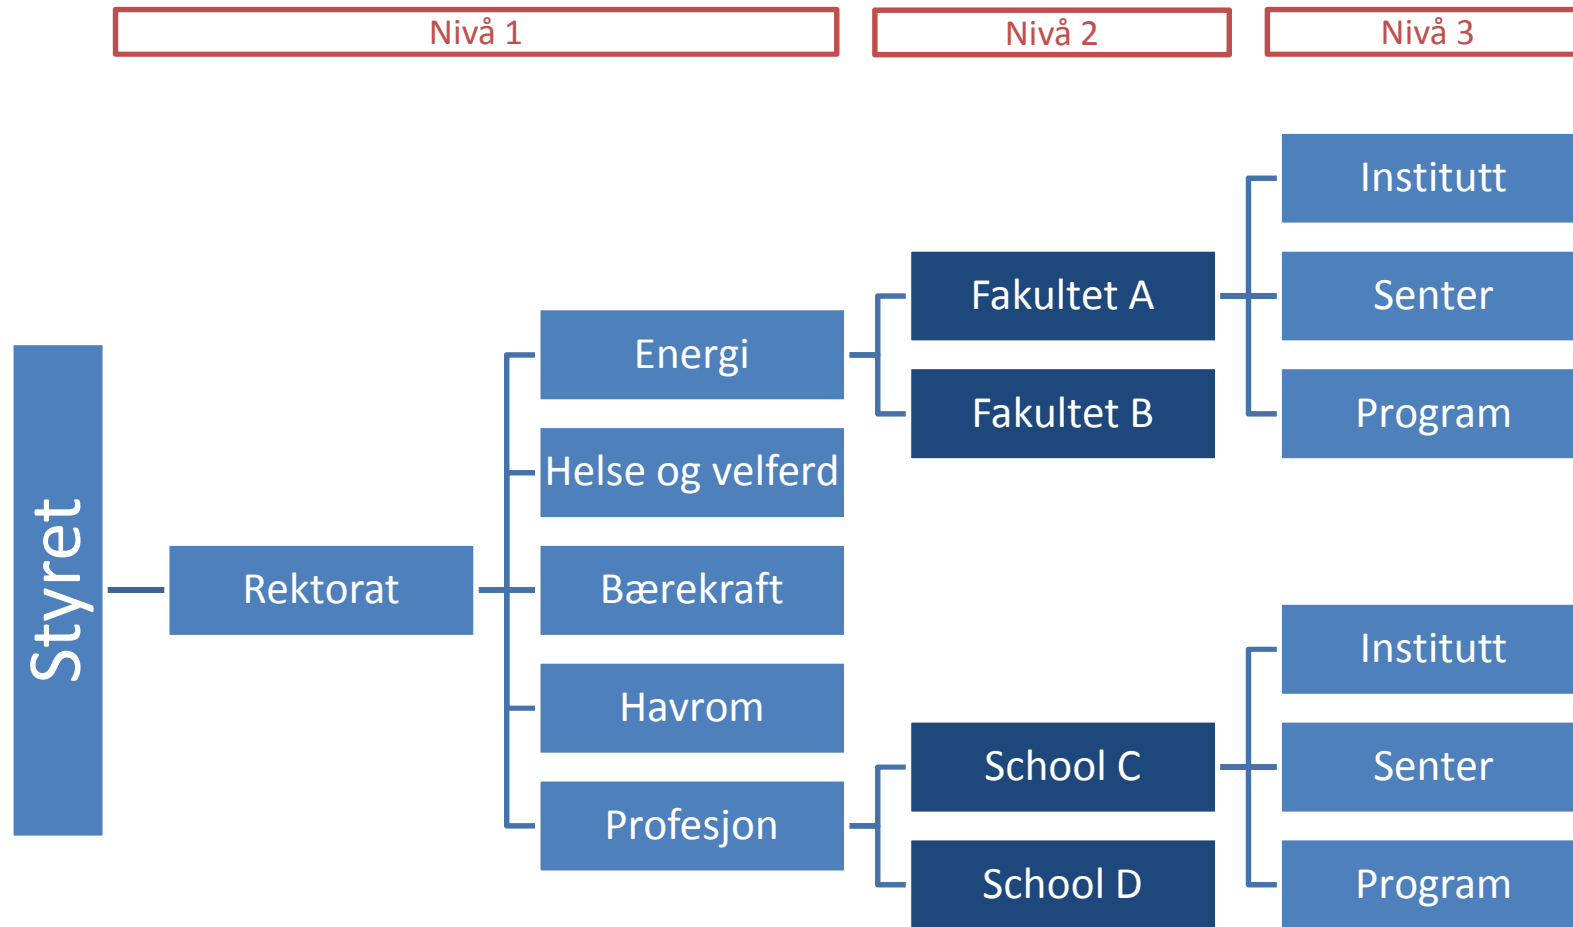 Nivå 1
Nivå 2
Nivå 3
Styret
Rektorat
Energi
Helse og velferd
Bærekraft
Havrom
Profesjon
Fakultet A
Fakultet B
School C
School D
Institutt
Senter
Program
Institutt
Senter
Program